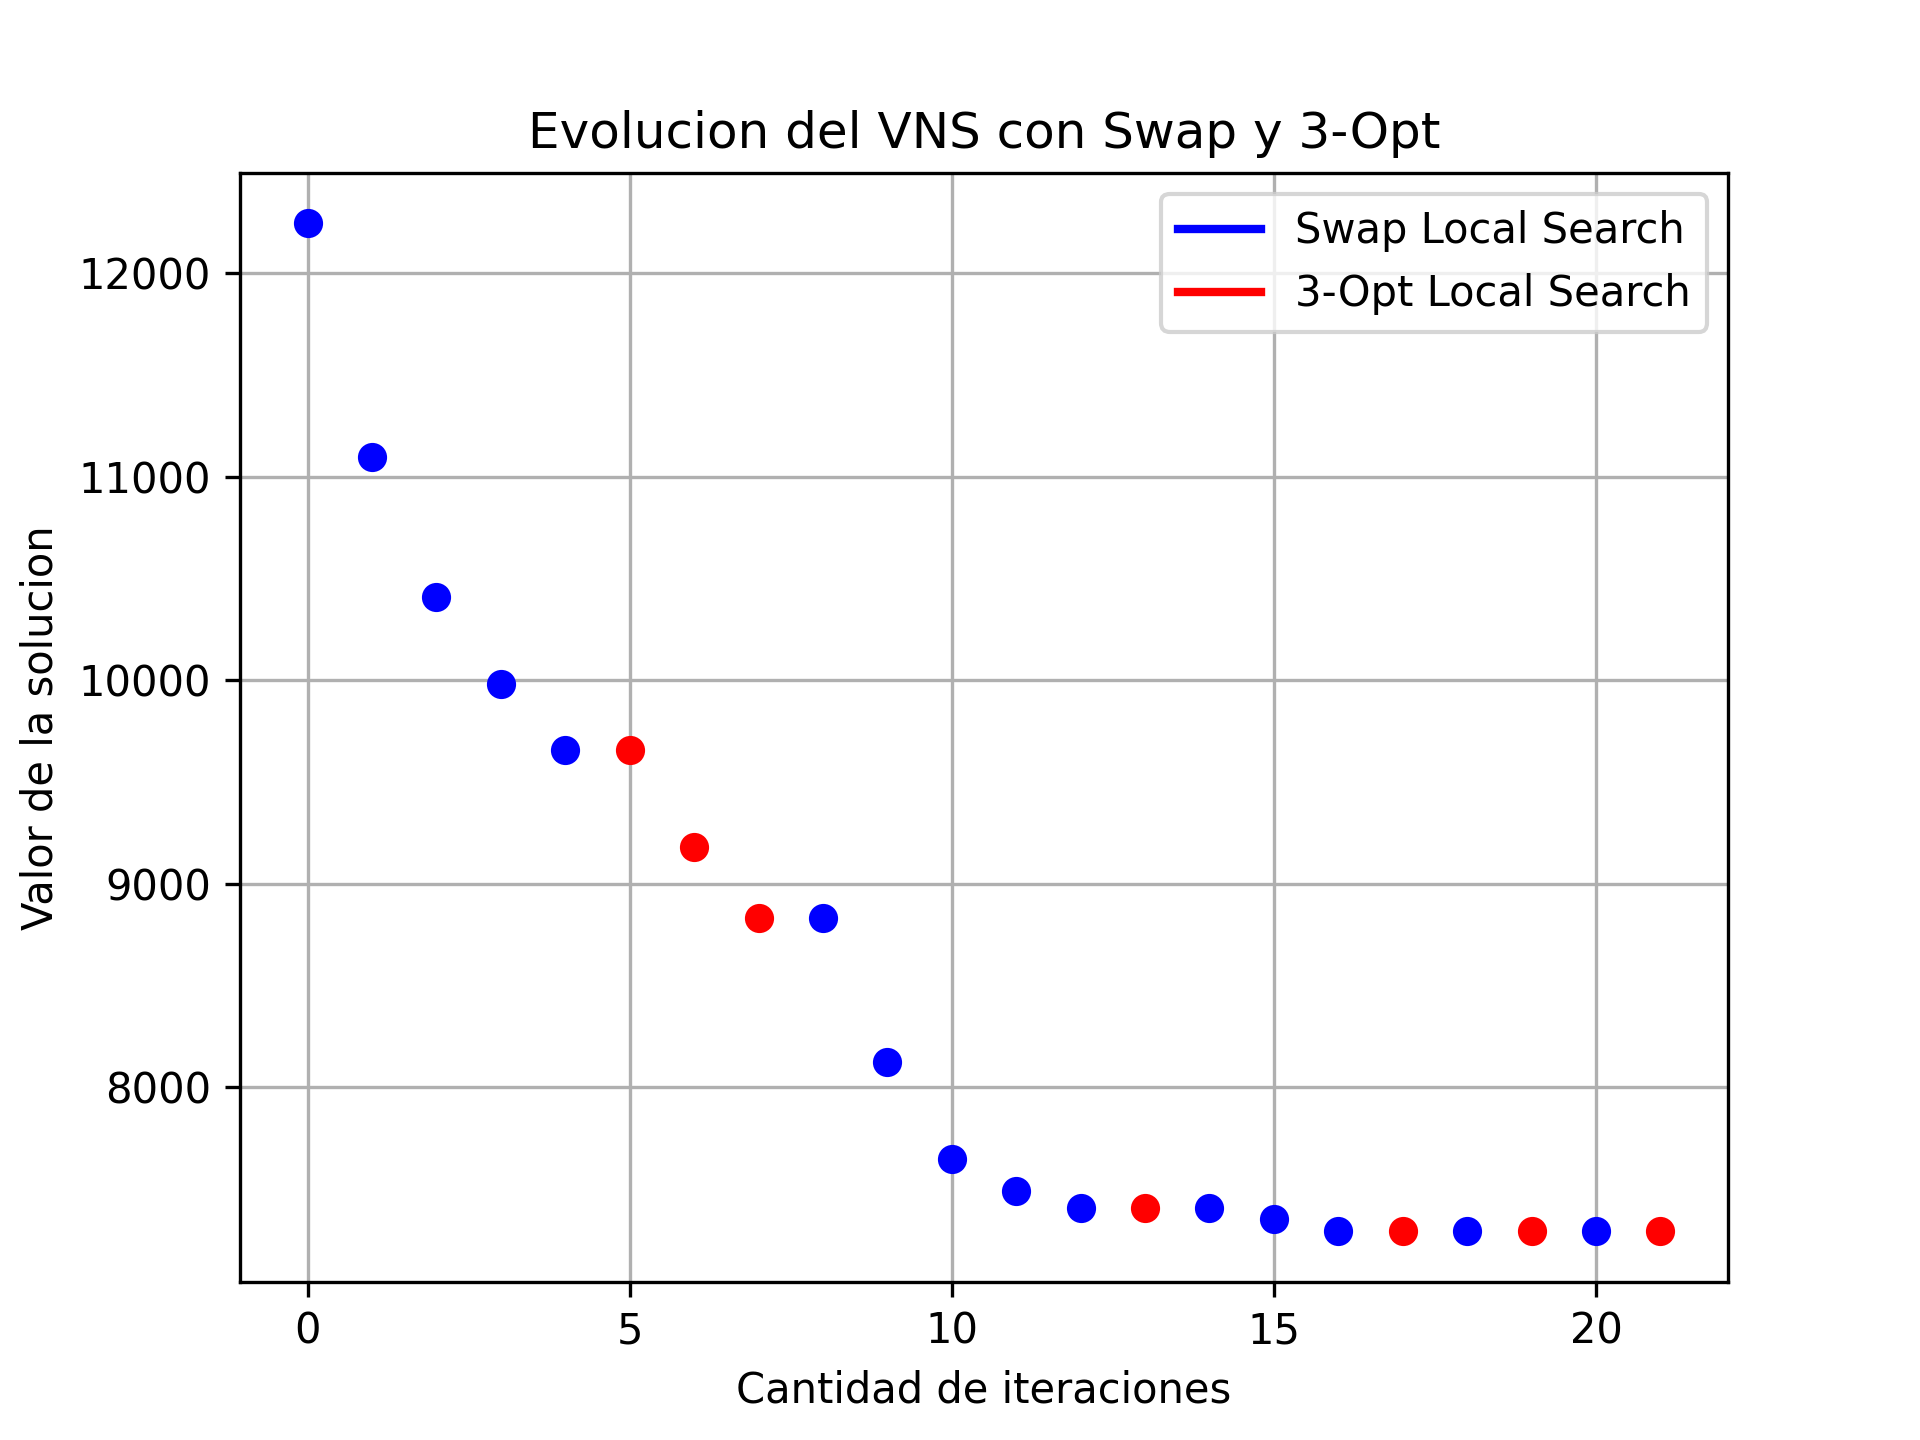 Evolucion del VNS con Swap y 3-Opt
Swap Local Search
3-Opt Local Search
12000
11000
10000
9000
8000
Valor de la solucion
0 5 10 15 20
Cantidad de iteraciones